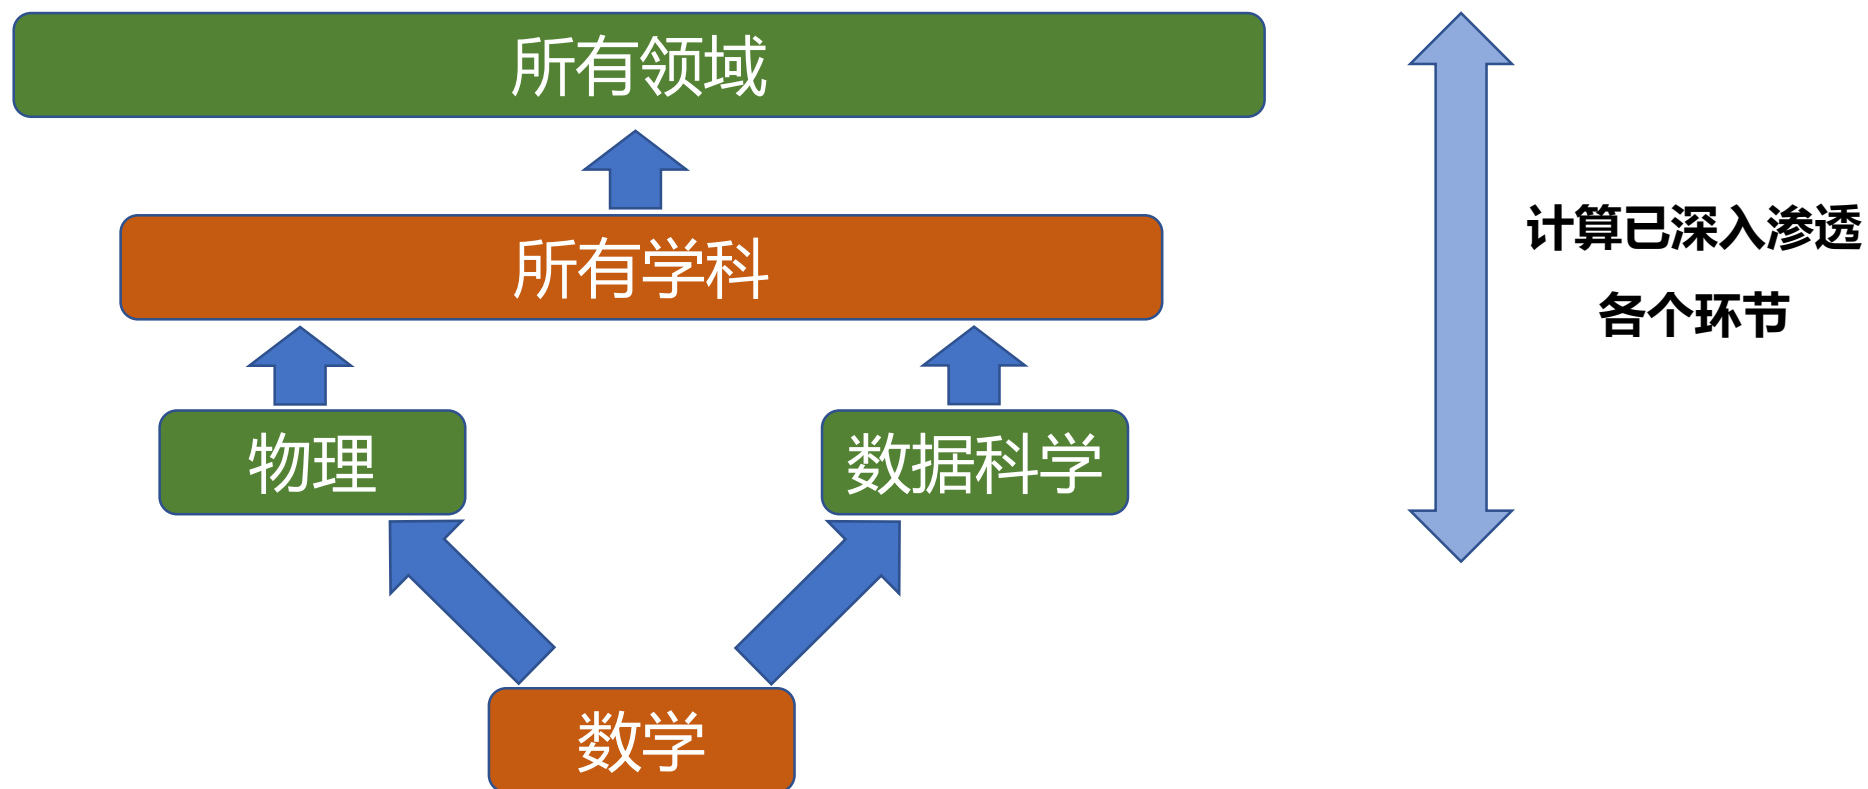 所有领域
所有学科
物理
数据科学
数学
计算已深入渗透
各个环节